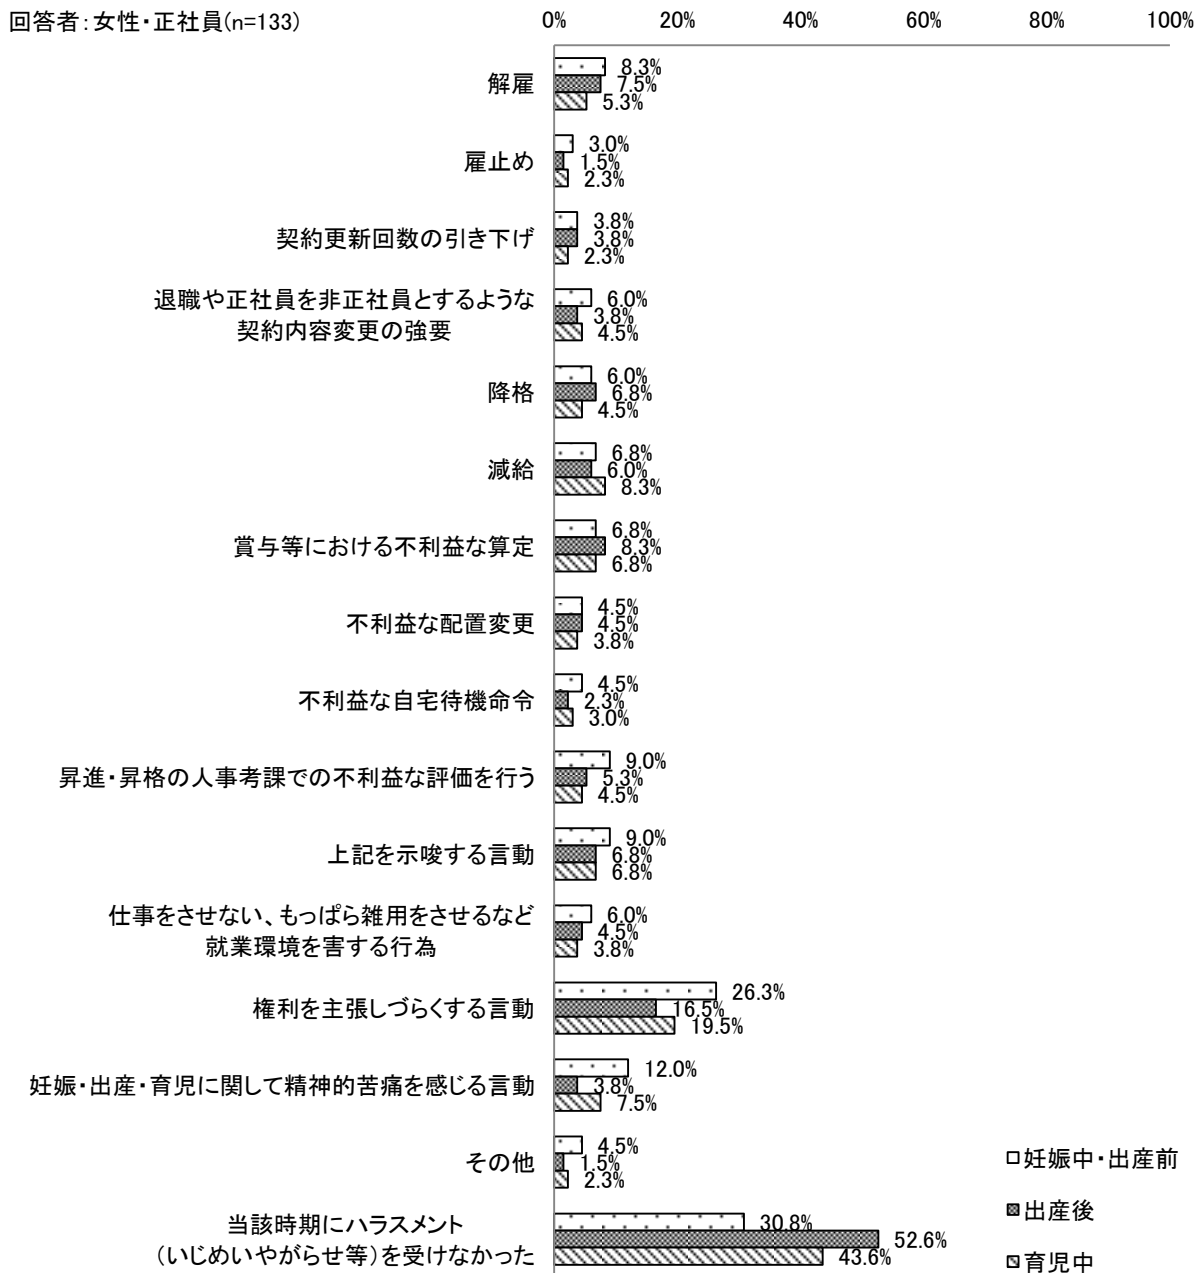 回答者:女性・正社員(n=133)
0% 20% 40% 60% 80% 100%
解雇
8.3%
7.5%
5.3%
雇止め
3.0%
1.5%
2.3%
契約更新回数の引き下げ
3.8%
3.8%
2.3%
退職や正社員を非正社員とするような
契約内容変更の強要
6.0%
3.8%
4.5%
降格
6.0%
6.8%
4.5%
減給
6.8%
6.0%
8.3%
賞与等における不利益な算定
6.8%
8.3%
6.8%
不利益な配置変更
4.5%
4.5%
3.8%
不利益な自宅待機命令
4.5%
2.3%
3.0%
昇進・昇格の人事考課での不利益な評価を行う
9.0%
5.3%
4.5%
上記を示唆する言動
9.0%
6.8%
6.8%
仕事をさせない、もっぱら雑用をさせるなど
就業環境を害する行為
6.0%
4.5%
3.8%
権利を主張しづらくする言動
26.3%
16.5%
19.5%
妊娠・出産・育児に関して精神的苦痛を感じる言動
12.0%
3.8%
7.5%
その他
4.5%
1.5%
2.3%
当該時期にハラスメント
(いじめいやがらせ等)を受けなかった
30.8%
52.6%
43.6%
妊娠中・出産前
出産後
育児中